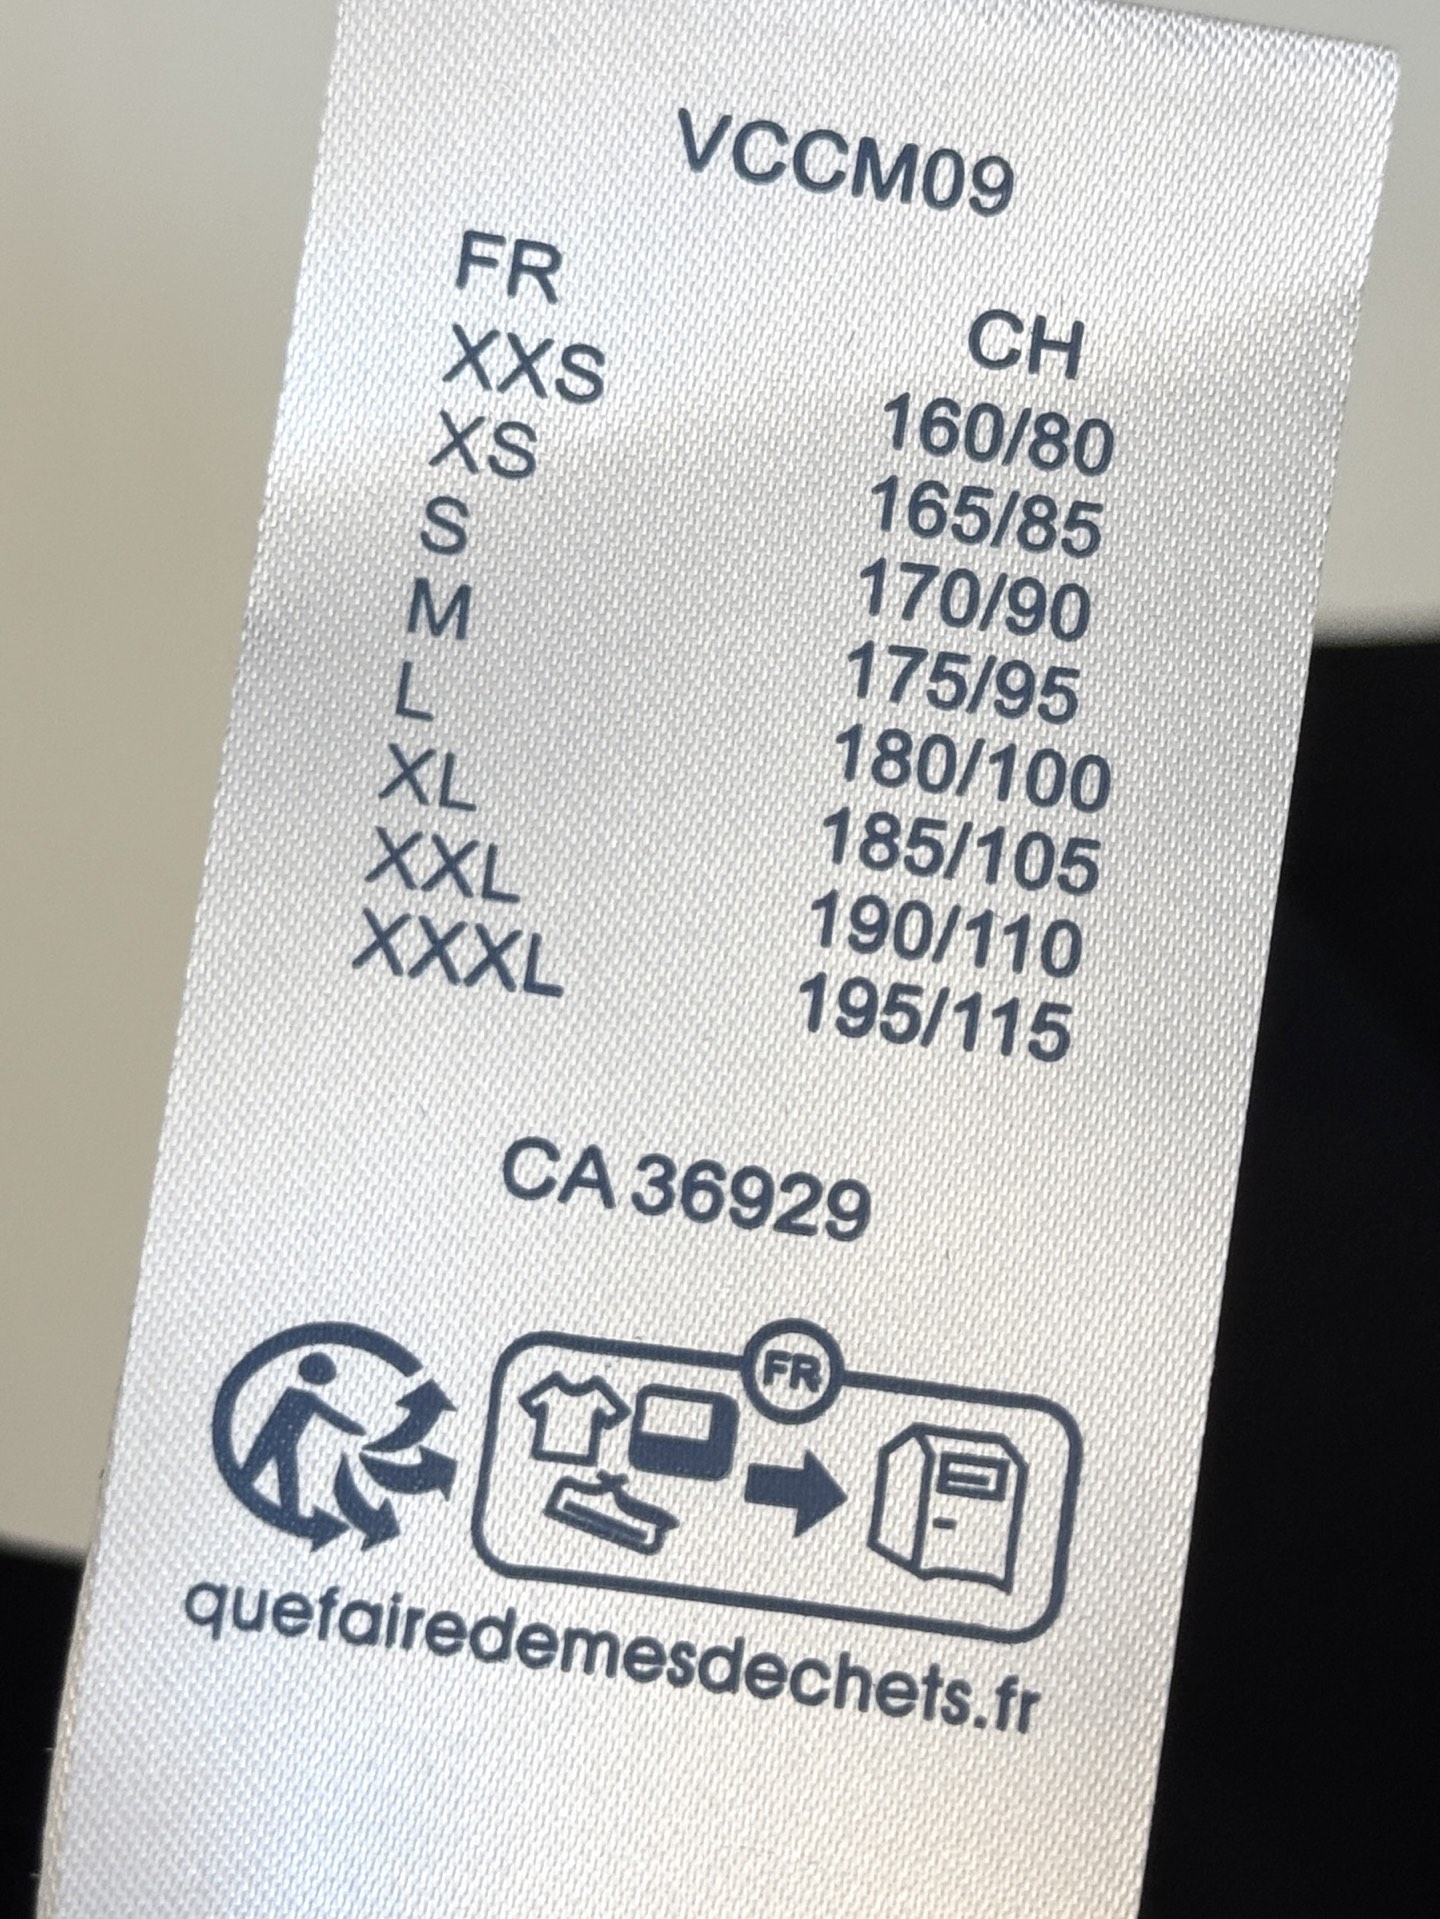 VCCM09
FR CH
XXS 160/80
XS 165/85
S 170/90
M 175/95
L 180/100
XL 185/105
XXL 190/110
XXXL 195/115
CA 36929
FR
quefairedemesdechets.fr